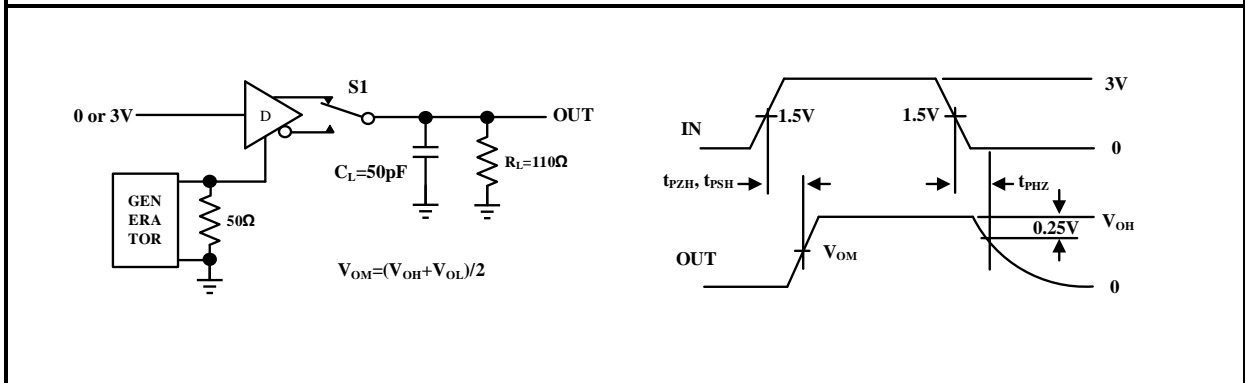 S1
D
0 or 3V
OUT
C_L=50pF
R_L=110Ω
GEN
ERA
TOR
50Ω
V_OM=(V_OH+V_OL)/2
3V
1.5V
1.5V
IN
0
t_PZH, t_PSH
t_PHZ
V_OH
0.25V
V_OM
OUT
0